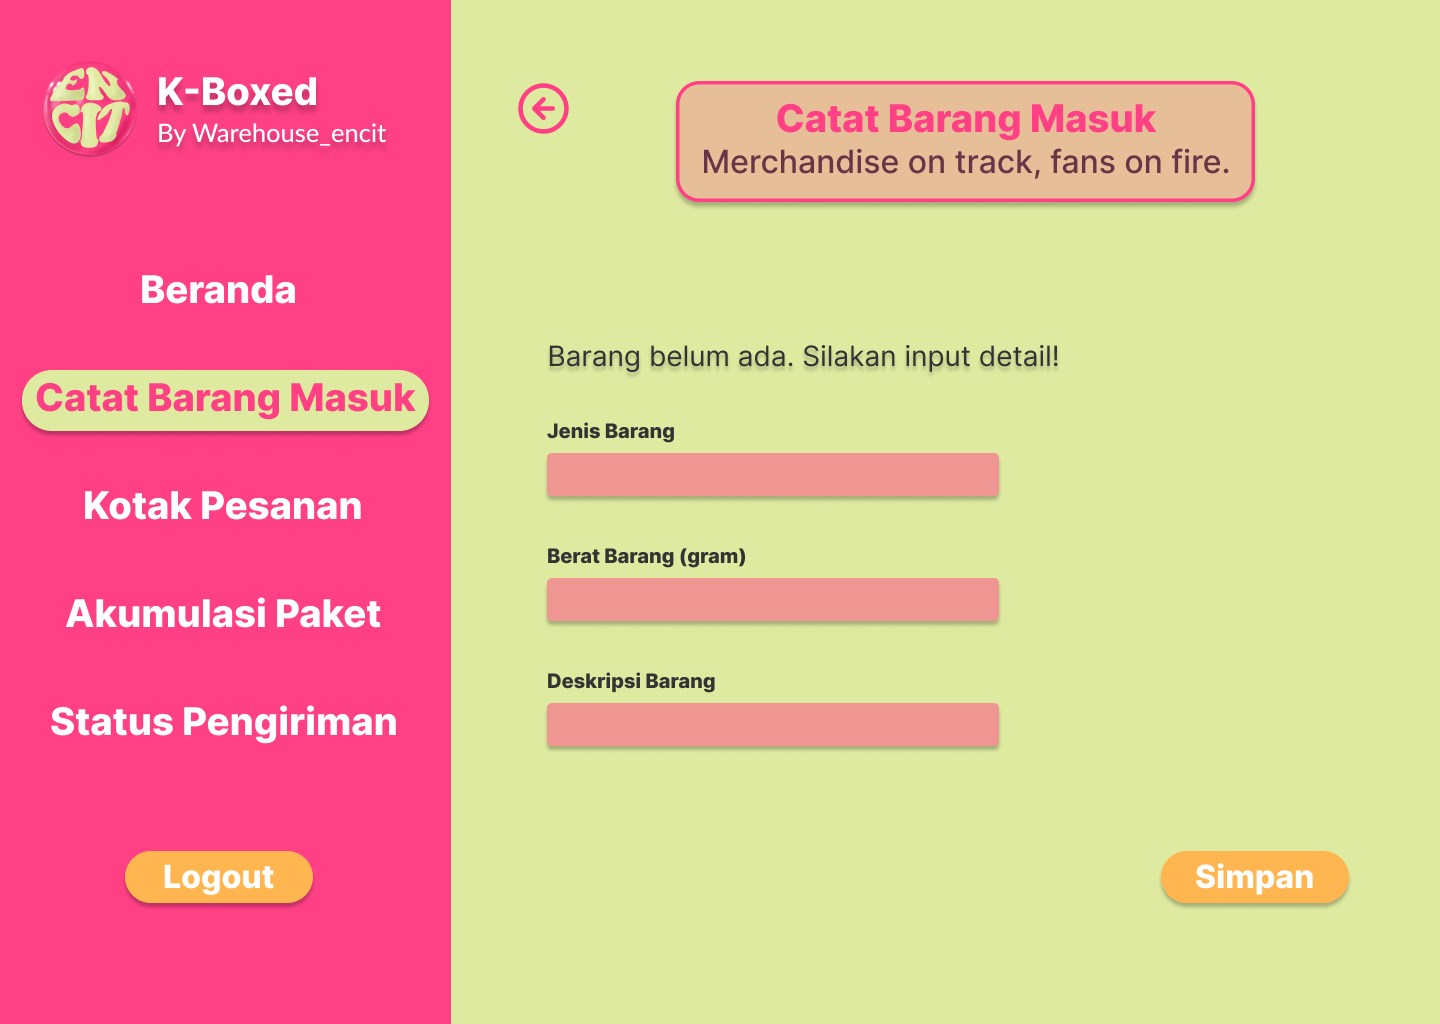 EN
CIT
K-Boxed
By Warehouse_encit
Beranda
Catat Barang Masuk
Kotak Pesanan
Akumulasi Paket
Status Pengiriman
Logout
Catat Barang Masuk
Merchandise on track, fans on fire.
Barang belum ada. Silakan input detail!
Jenis Barang
Berat Barang (gram)
Deskripsi Barang
Simpan